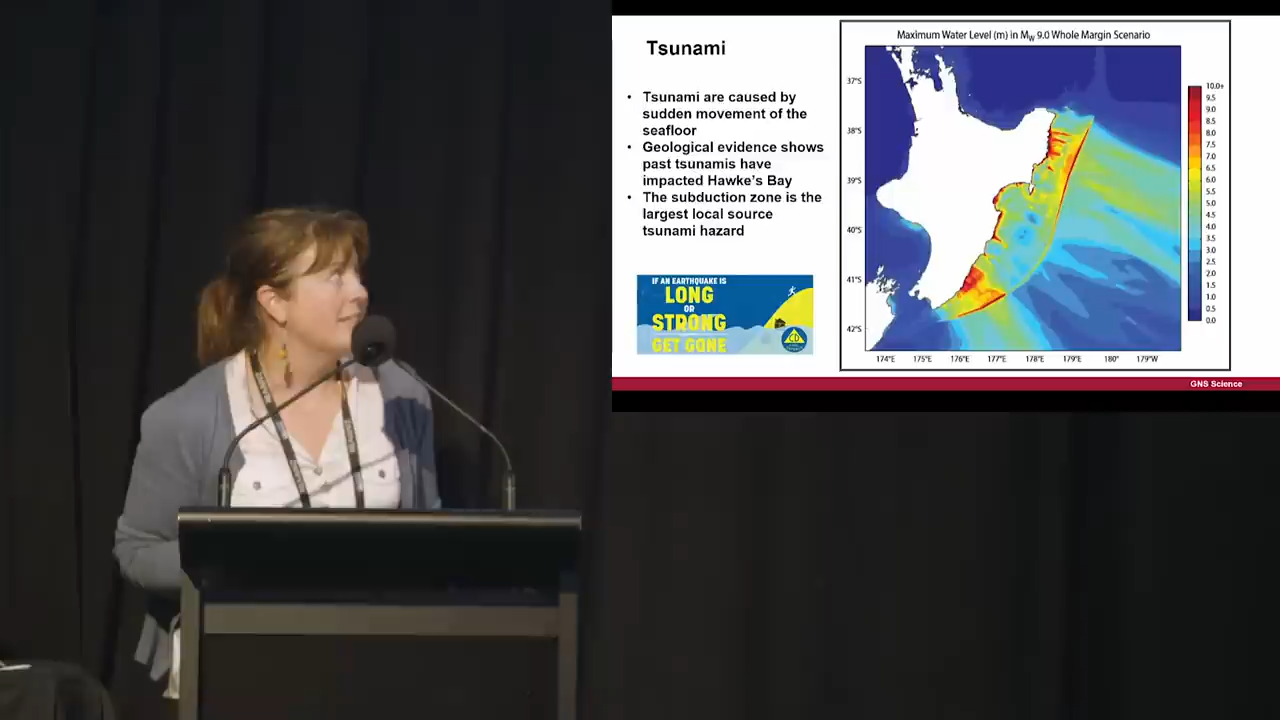 Tsunami
• Tsunami are caused by
sudden movement of the
seafloor
• Geological evidence shows
past tsunamis have
impacted Hawke's Bay
• The subduction zone is the
largest local source
tsunami hazard
IF AN EARTHQUAKE IS
LONG
OR
STRONG
GET GONE
CD
Maximum Water Level (m) in MW 9.0 Whole Margin Scenario
37°S
38°S
39°S
40°S
41°S
42°S
174°E 175°E 176°E 177°E 178°E 179°E 180° 179°W
10.0+
9.5
9.0
8.5
8.0
7.5
7.0
6.5
6.0
5.5
5.0
4.5
4.0
3.5
3.0
2.5
2.0
1.5
1.0
0.5
0.0
GNS Science